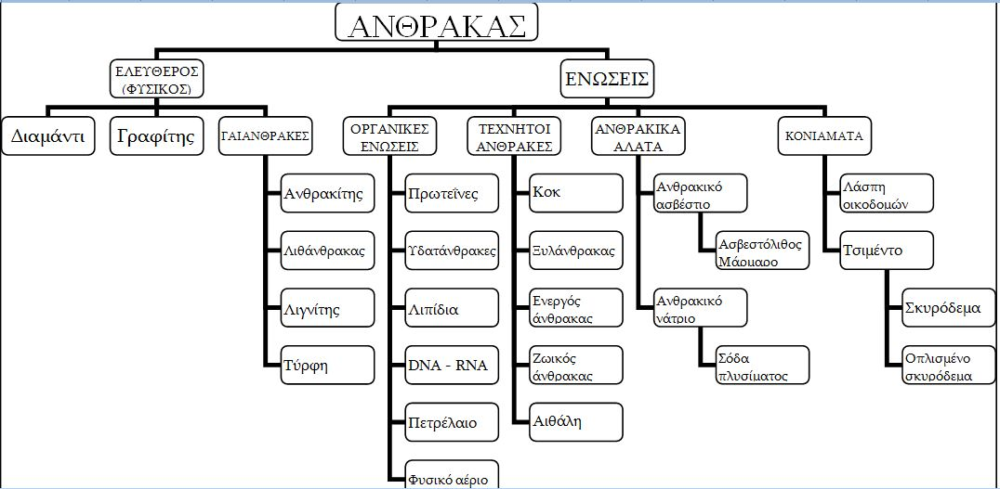 ΑΝΘΡΑΚΑΣ
ΕΛΕΥΘΕΡΟΣ
(ΦΥΣΙΚΟΣ)
ΕΝΩΣΕΙΣ
Διαμάντι
Γραφίτης
ΓΑΙΑΝΘΡΑΚΕΣ
ΟΡΓΑΝΙΚΕΣ
ΕΝΩΣΕΙΣ
ΤΕΧΝΗΤΟΙ
ΑΝΘΡΑΚΕΣ
ΑΝΘΡΑΚΙΚΑ
ΑΛΑΤΑ
ΚΟΝΙΑΜΑΤΑ
Ανθρακίτης
Λιθάνθρακας
Λιγνίτης
Τύρφη
Πρωτεΐνες
Υδατάνθρακες
Λιπίδια
DNA - RNA
Πετρέλαιο
Φυσικό αέριο
Κοκ
Ξυλάνθρακας
Ενεργός
άνθρακας
Ζωικός
άνθρακας
Αιθάλη
Ανθρακικό
ασβέστιο
Ασβεστόλιθος
Μάρμαρο
Ανθρακικό
νάτριο
Σόδα
πλυσίματος
Λάσπη
οικοδομών
Τσιμέντο
Σκυρόδεμα
Οπλισμένο
σκυρόδεμα